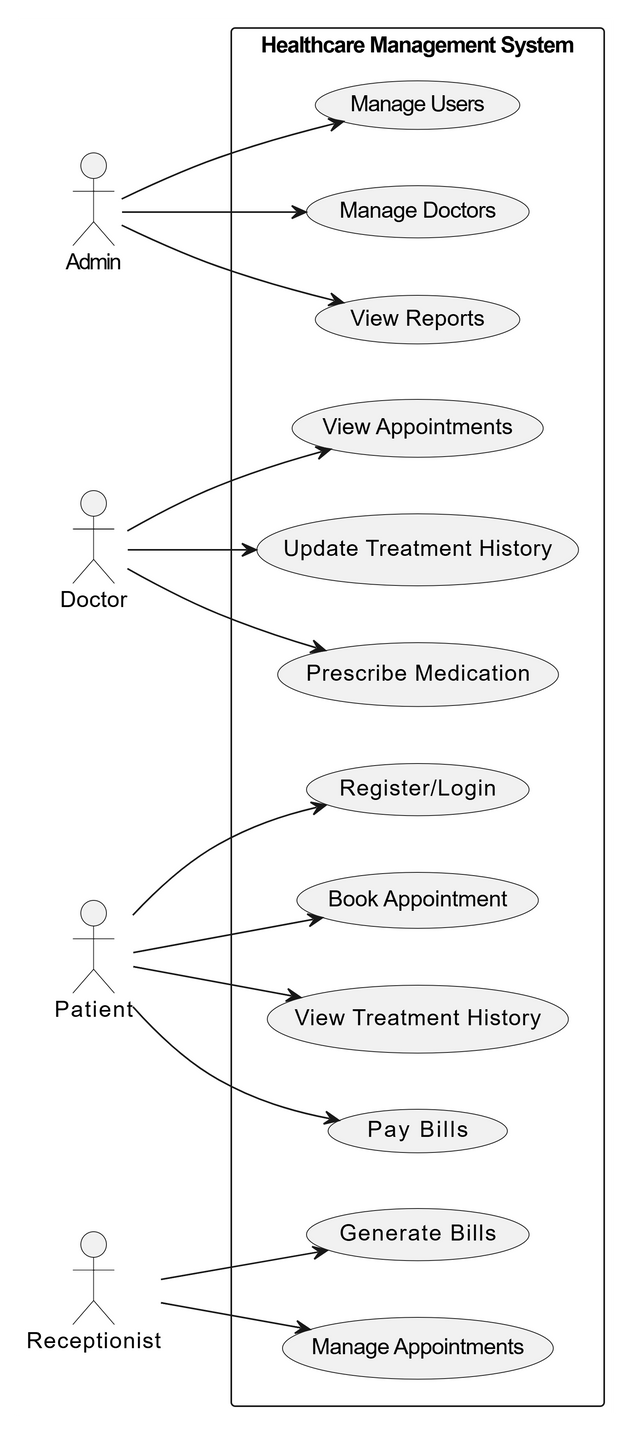 Healthcare Management System
Manage Users
Manage Doctors
Admin
View Reports
View Appointments
Update Treatment History
Doctor
Prescribe Medication
Register/Login
Book Appointment
Patient
View Treatment History
Pay Bills
Generate Bills
Receptionist
Manage Appointments